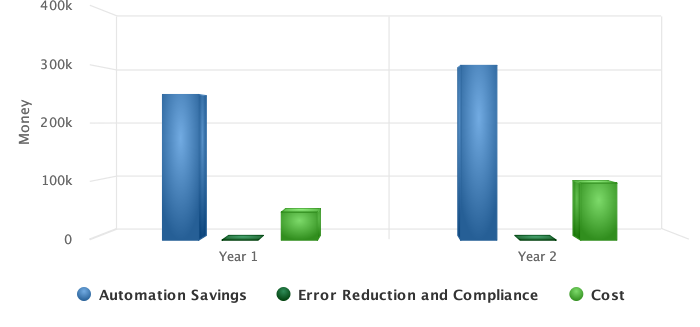 400k
300k
200k
100k
0
Money
Year 1
Year 2
Automation Savings
Error Reduction and Compliance
Cost